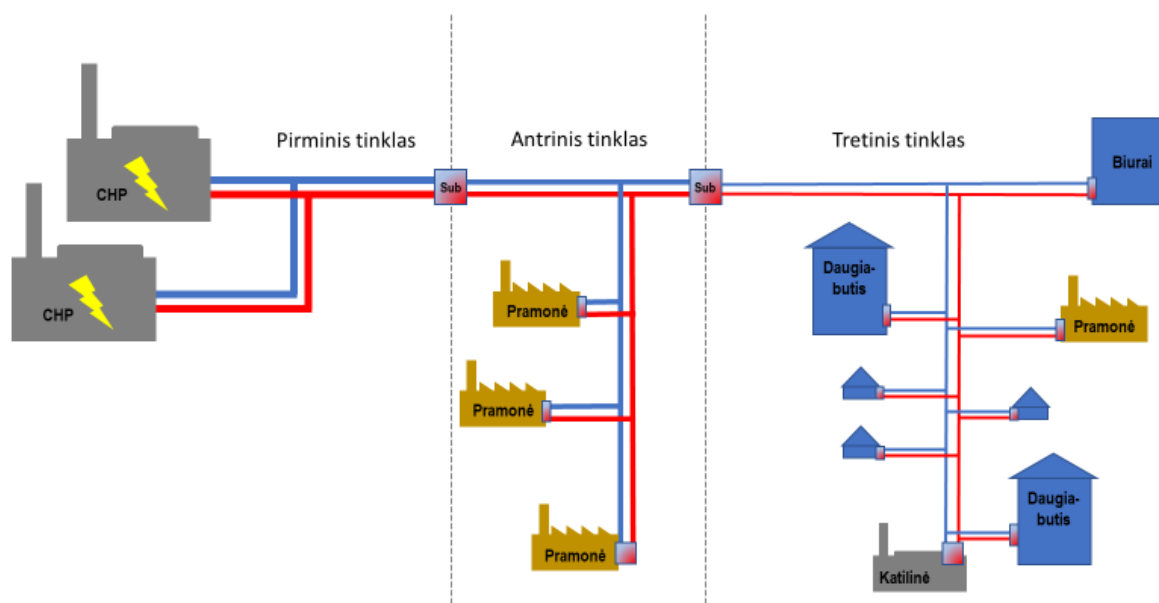 Pirminis tinklas
Antrinis tinklas
Tretinis tinklas
CHP
CHP
Sub
Sub
Biurai
Pramonė
Pramonė
Pramonė
Daugia-
butis
Pramonė
Daugia-
butis
Katilinė